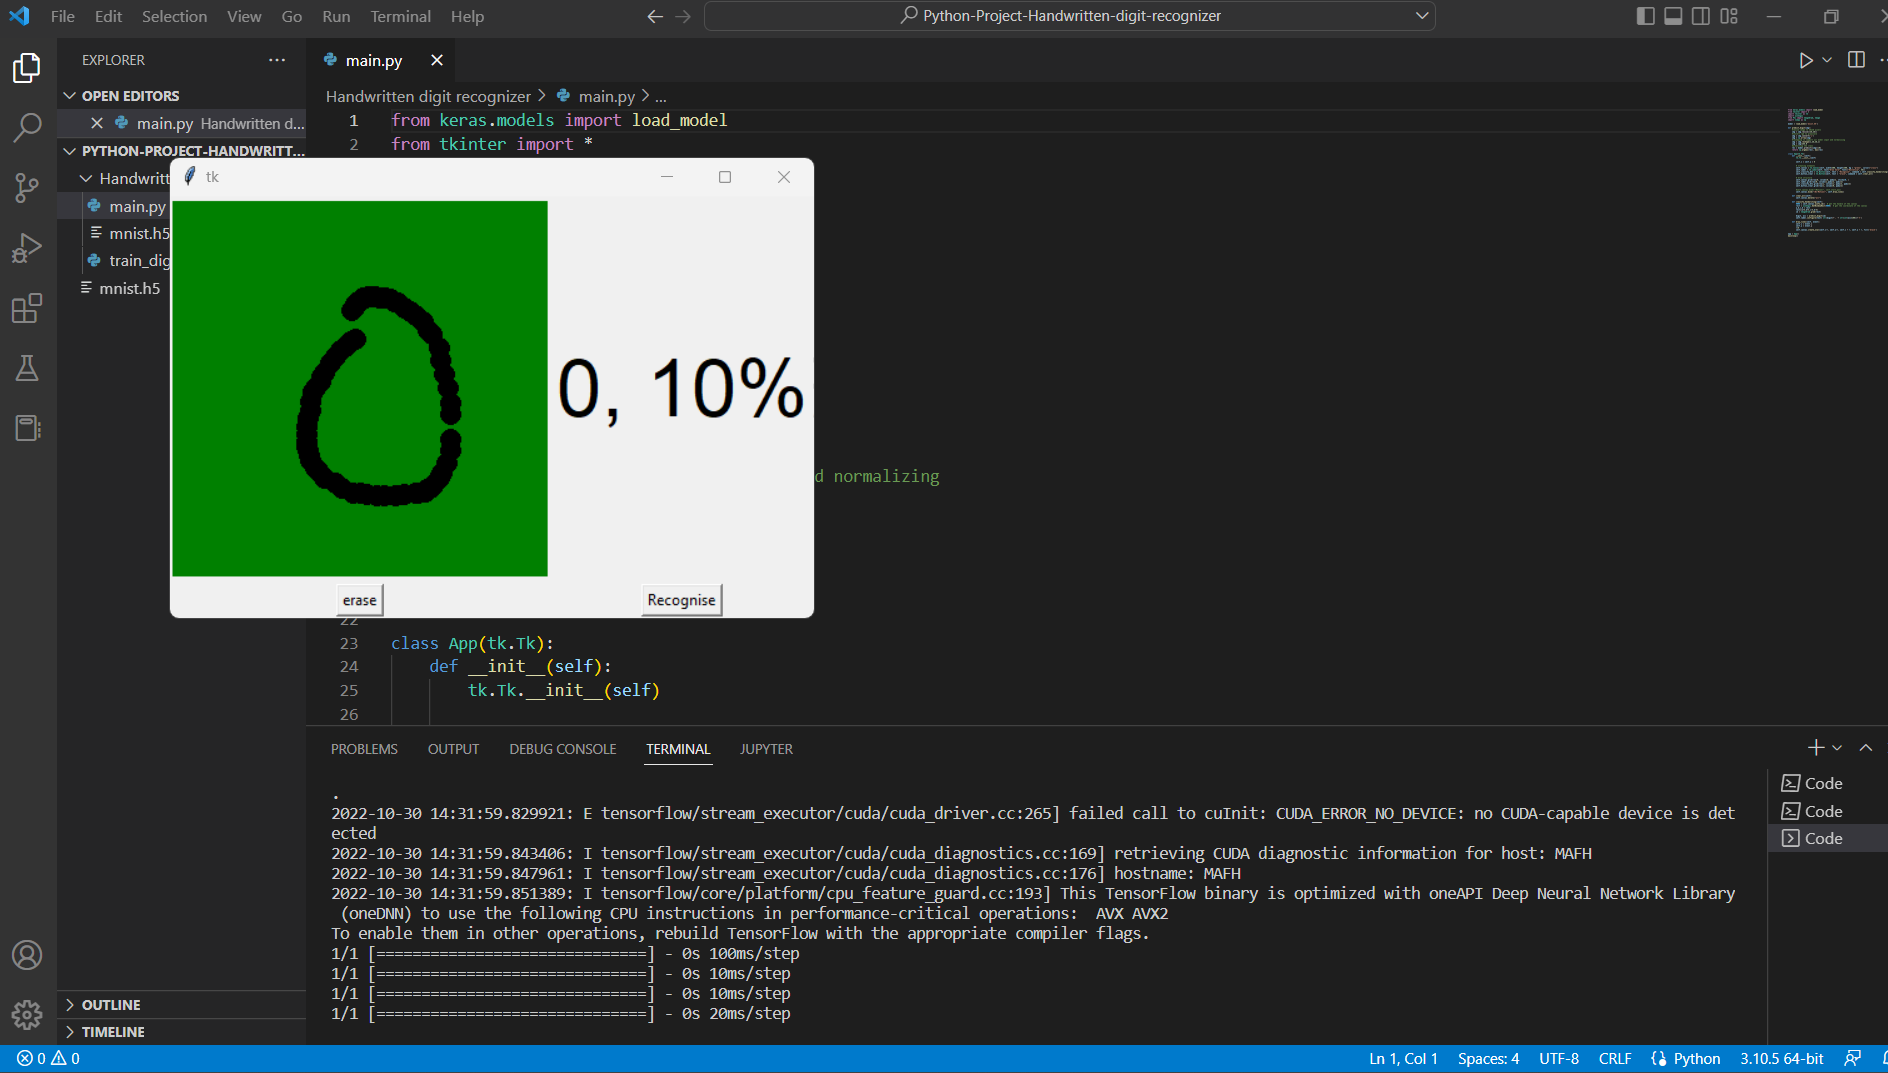 File Edit Selection View Go Run Terminal Help
Python-Project-Handwritten-digit-recognizer
EXPLORER
OPEN EDITORS
main.py Handwritten d...
PYTHON-PROJECT-HANDWRITT...
Handwritt
main.py
mnist.h5
train_dig
mnist.h5
OUTLINE
TIMELINE
main.py
Handwritten digit recognizer > main.py > ...
1 from keras.models import load_model
2 from tkinter import *
tk
0, 10%
erase
Recognise
d normalizing
22
23 class App(tk.Tk):
24 def __init__(self):
25 tk.Tk.__init__(self)
26
PROBLEMS OUTPUT DEBUG CONSOLE TERMINAL JUPYTER
.
2022-10-30 14:31:59.829921: E tensorflow/stream_executor/cuda/cuda_driver.cc:265] failed call to cuInit: CUDA_ERROR_NO_DEVICE: no CUDA-capable device is det
ected
2022-10-30 14:31:59.843406: I tensorflow/stream_executor/cuda/cuda_diagnostics.cc:169] retrieving CUDA diagnostic information for host: MAFH
2022-10-30 14:31:59.847961: I tensorflow/stream_executor/cuda/cuda_diagnostics.cc:176] hostname: MAFH
2022-10-30 14:31:59.851389: I tensorflow/core/platform/cpu_feature_guard.cc:193] This TensorFlow binary is optimized with oneAPI Deep Neural Network Library
(oneDNN) to use the following CPU instructions in performance-critical operations:  AVX AVX2
To enable them in other operations, rebuild TensorFlow with the appropriate compiler flags.
1/1 [==============================] - 0s 100ms/step
1/1 [==============================] - 0s 10ms/step
1/1 [==============================] - 0s 10ms/step
1/1 [==============================] - 0s 20ms/step
Code
Code
Code
0 0
Ln 1, Col 1 Spaces: 4 UTF-8 CRLF Python 3.10.5 64-bit